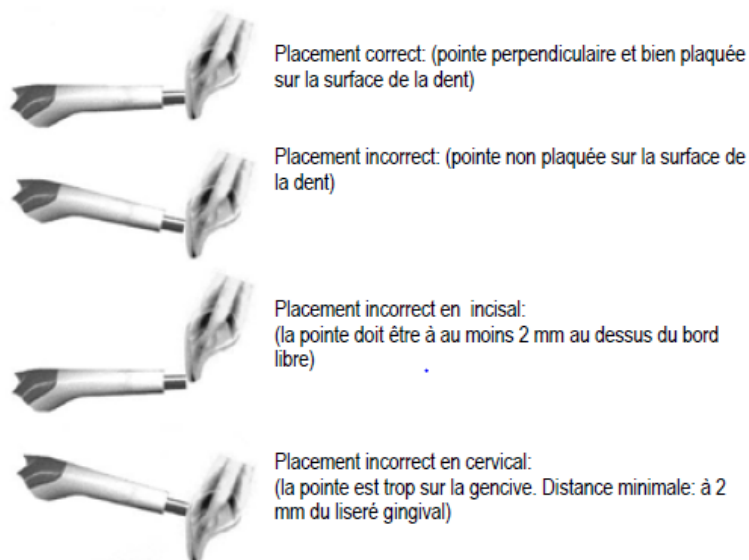 Placement correct: (pointe perpendiculaire et bien plaquée
sur la surface de la dent)
Placement incorrect: (pointe non plaquée sur la surface de
la dent)
Placement incorrect en  incisal:
(la pointe doit être à au moins 2 mm au dessus du bord
libre)
Placement incorrect en cervical:
(la pointe est trop sur la gencive. Distance minimale: à 2
mm du liseré gingival)